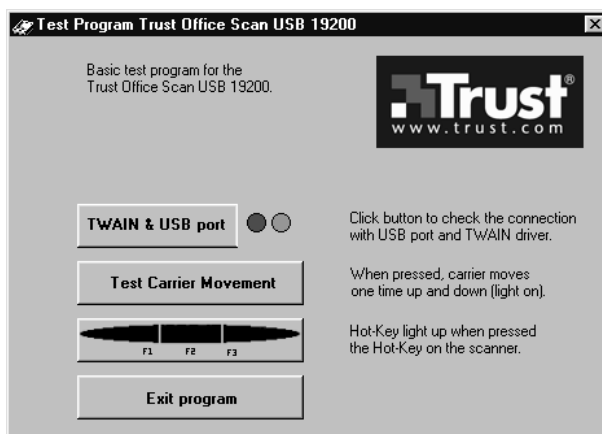 Test Program Trust Office Scan USB 19200
Basic test program for the
Trust Office Scan USB 19200.
Trust®
www.trust.com
TWAIN & USB port
Click button to check the connection
with USB port and TWAIN driver.
Test Carrier Movement
When pressed, carrier moves
one time up and down (light on).
F1 F2 F3
Hot-Key light up when pressed
the Hot-Key on the scanner.
Exit program